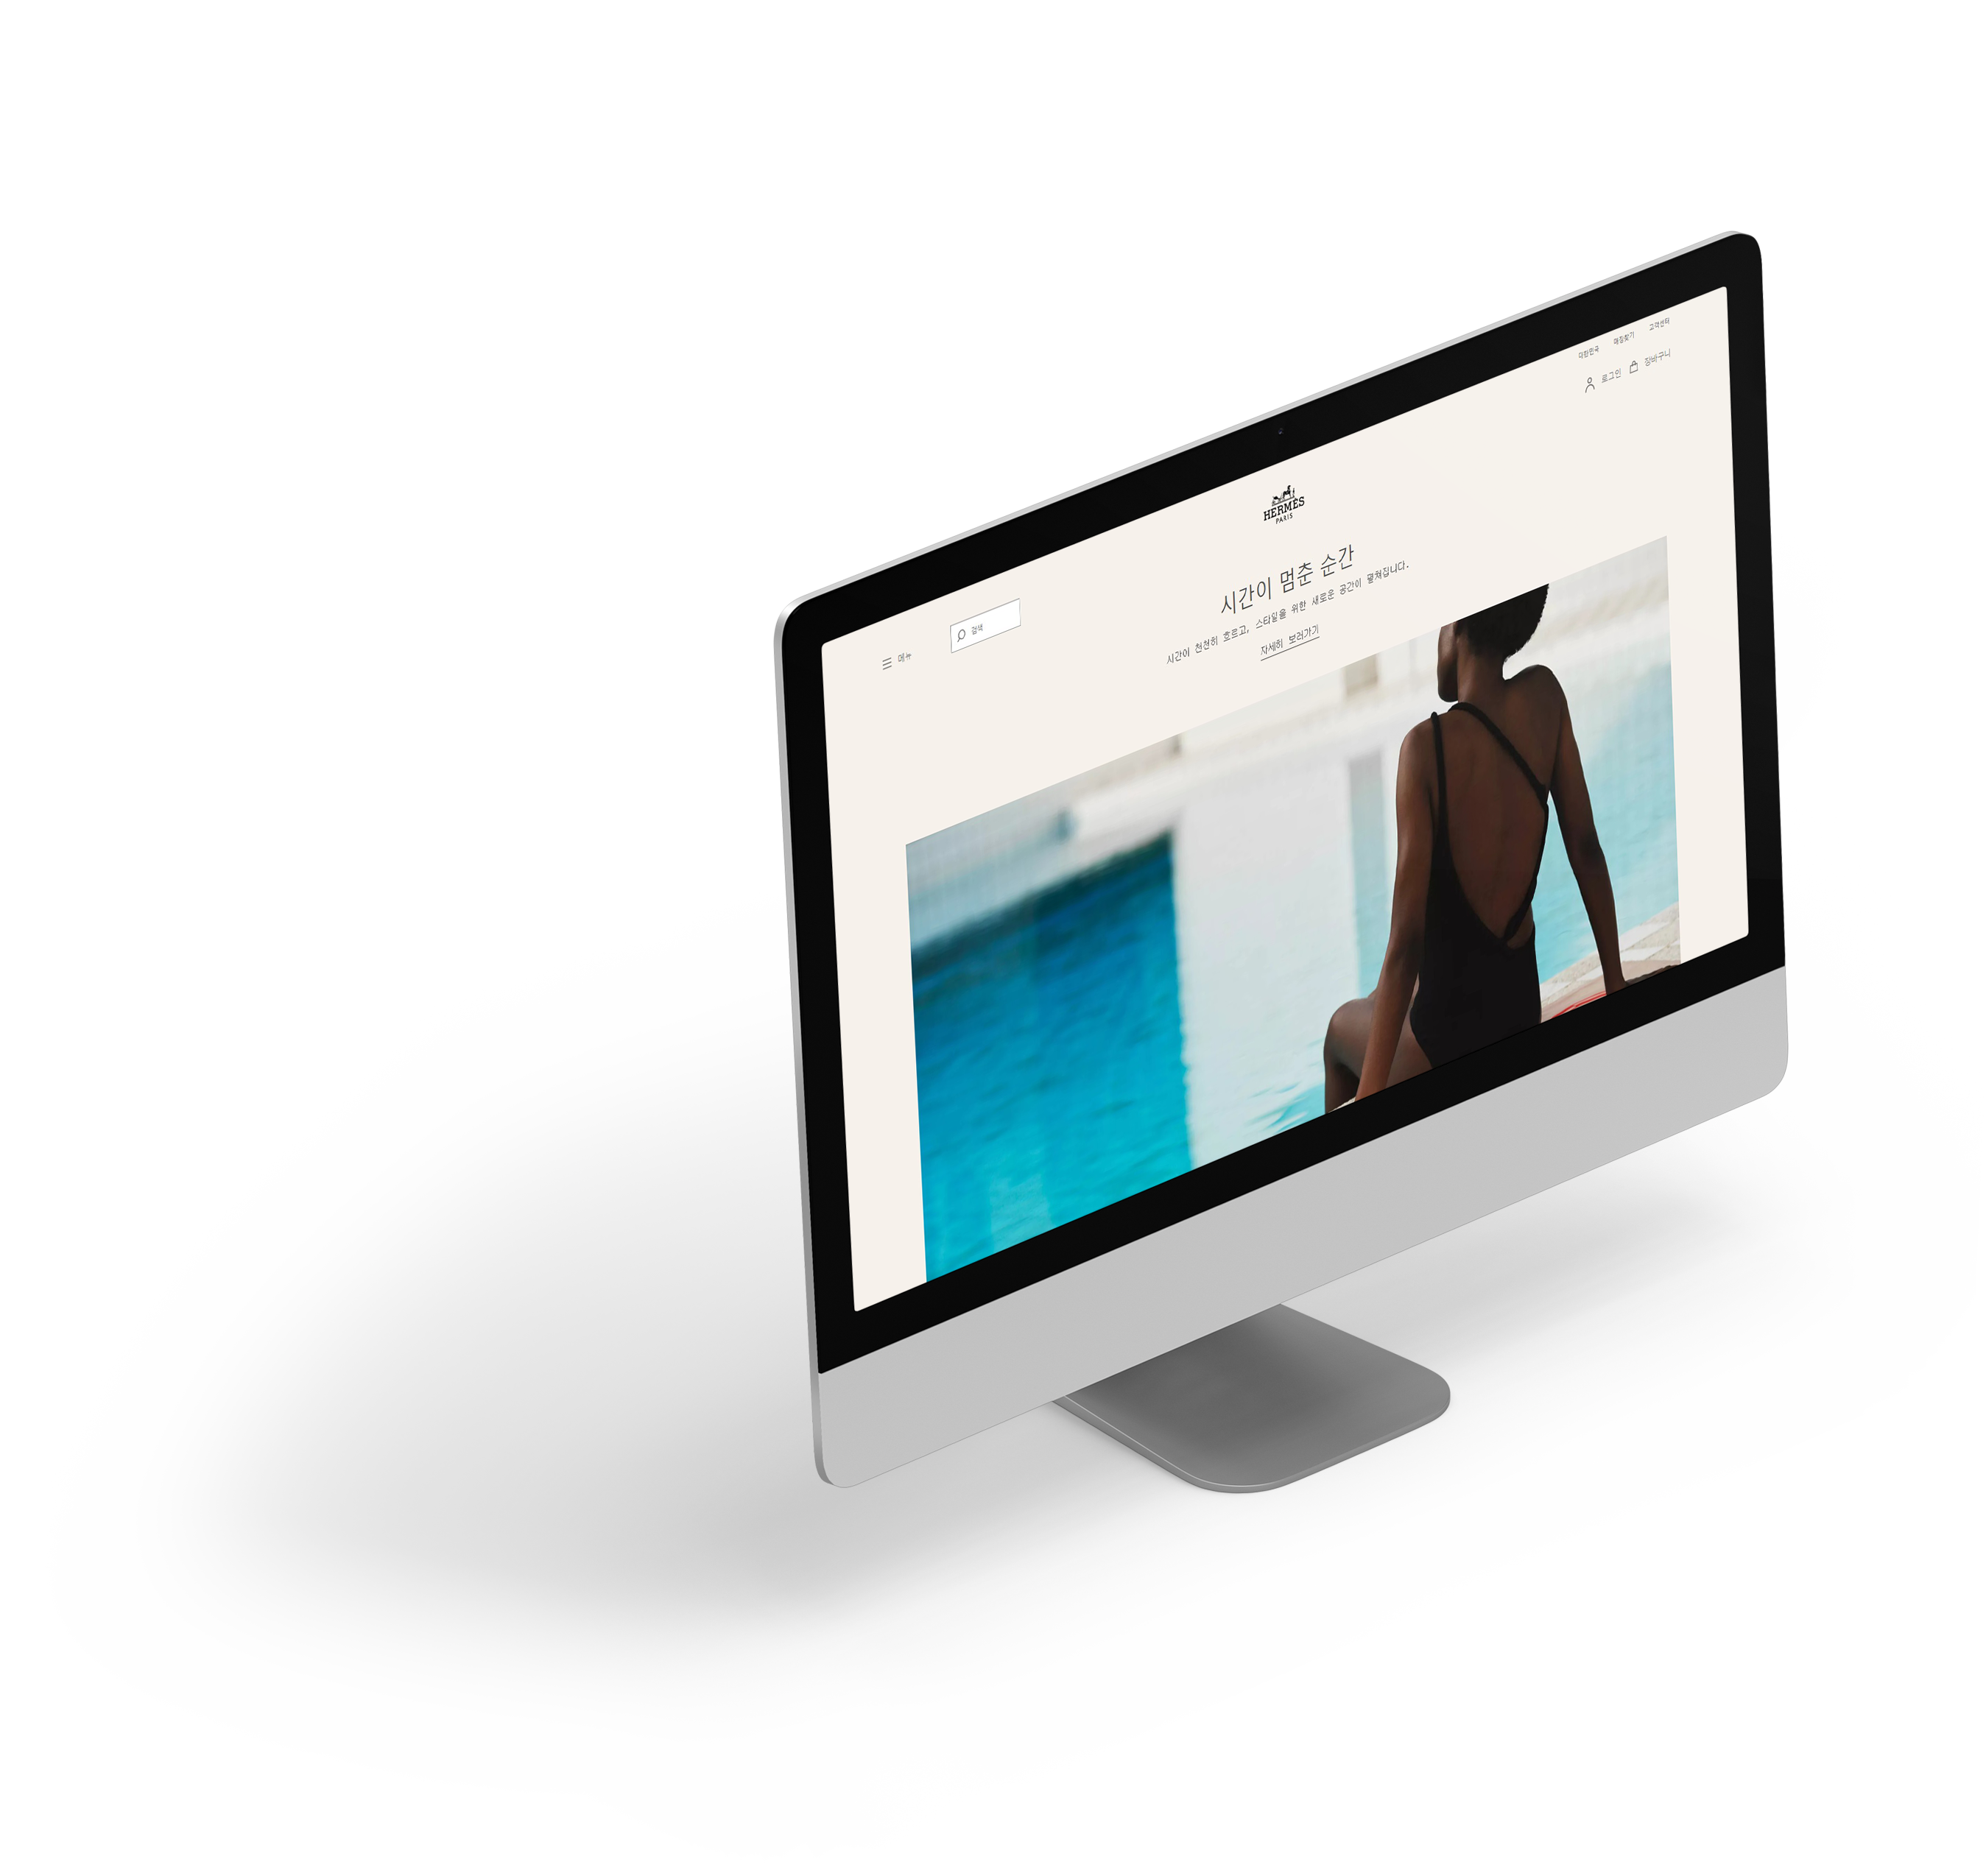 대한민국 매장찾기 고객센터
로그인 장바구니
HERMÈS
PARIS
메뉴 검색
시간이 멈춘 순간
시간이 천천히 흐르고, 스타일을 위한 새로운 공간이 펼쳐집니다.
자세히 보러가기